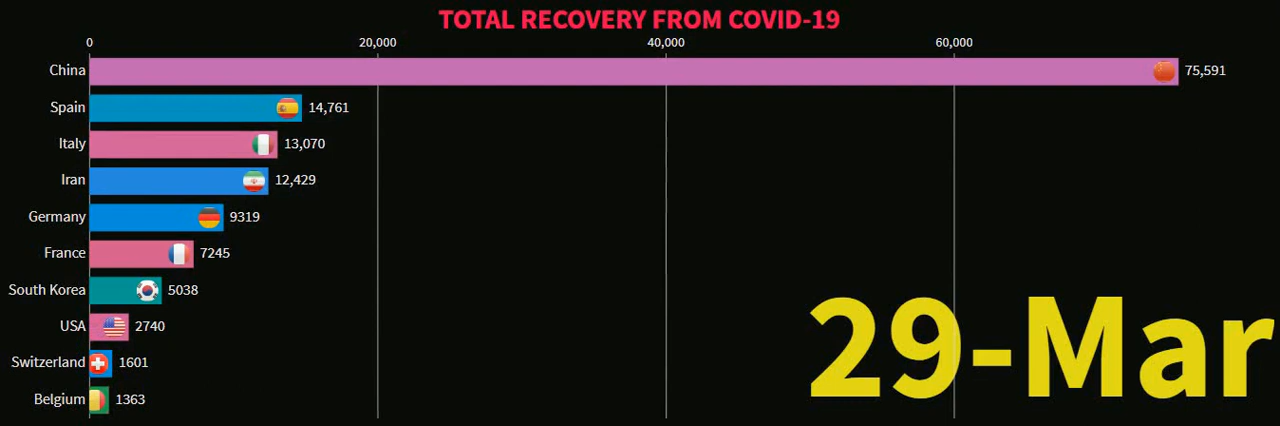 TOTAL RECOVERY FROM COVID-19
0 20,000 40,000 60,000
China 75,591
Spain 14,761
Italy 13,070
Iran 12,429
Germany 9319
France 7245
South Korea 5038
USA 2740
Switzerland 1601
Belgium 1363
29-Mar